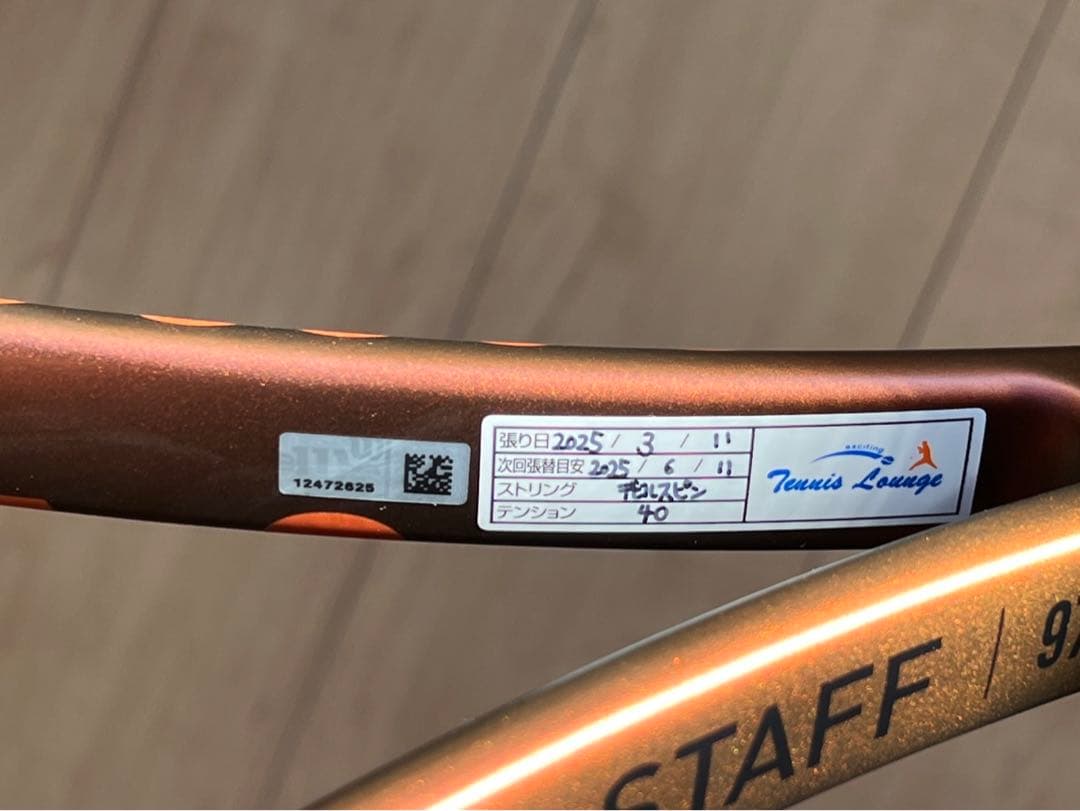 12472625
張り日 2025 / 3 / 11
次回張替目安 2025 / 6 / 11
ストリング
テンション 40
exciting
Tennis Lounge
STAFF | 97